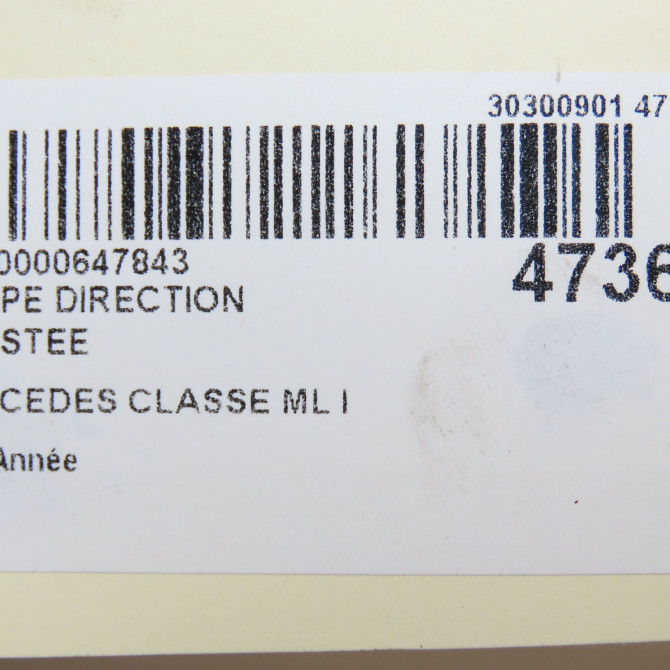 30300901 47
0000647843
4736
PE DIRECTION
STEE
CEDES CLASSE ML I
Année